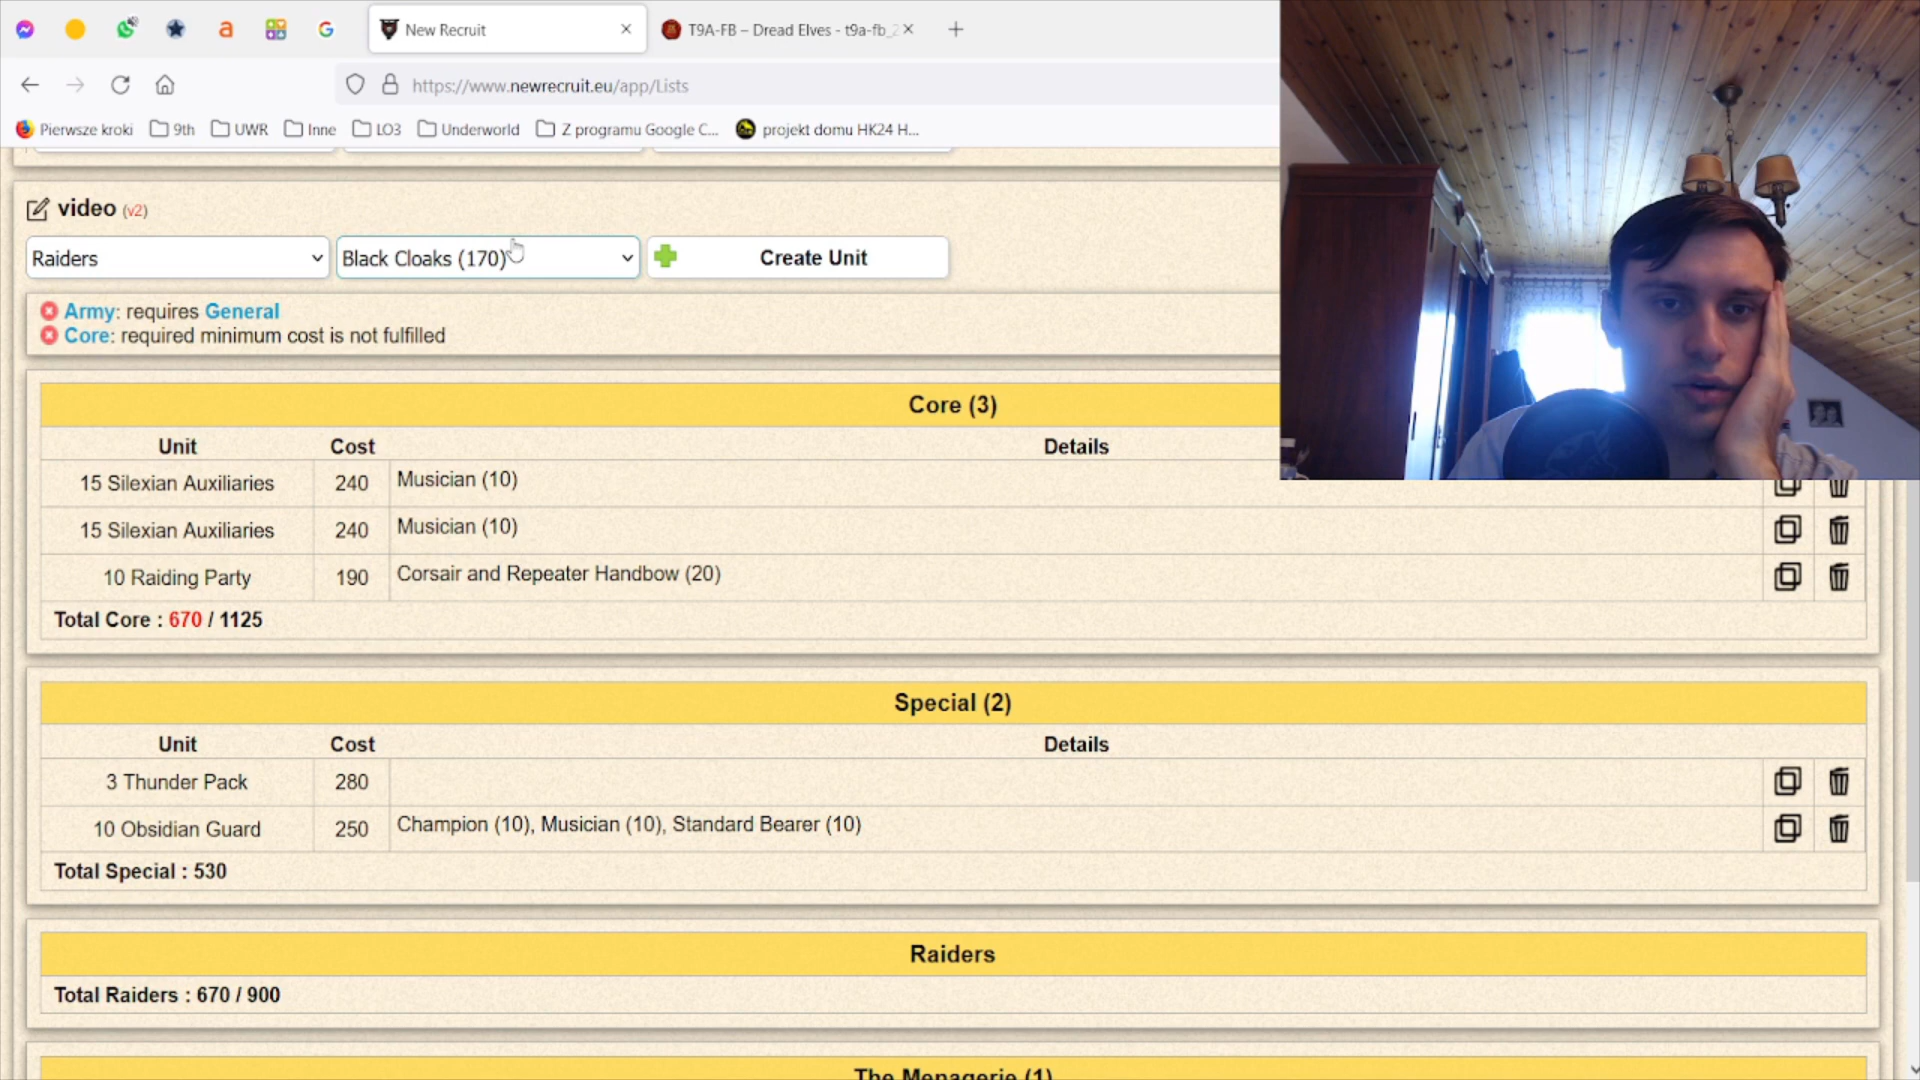 New Recruit
T9A-FB – Dread Elves - t9a-fb_2
https://www.newrecruit.eu/app/Lists
Pierwsze kroki 9th UWR Inne LO3 Underworld Z programu Google C... projekt domu HK24 H...
video (v2)
Raiders Black Cloaks (170) Create Unit
Army: requires General
Core: required minimum cost is not fulfilled
Core (3)
Unit Cost Details
15 Silexian Auxiliaries 240 Musician (10)
15 Silexian Auxiliaries 240 Musician (10)
10 Raiding Party 190 Corsair and Repeater Handbow (20)
Total Core : 670 / 1125
Special (2)
Unit Cost Details
3 Thunder Pack 280
10 Obsidian Guard 250 Champion (10), Musician (10), Standard Bearer (10)
Total Special : 530
Raiders
Total Raiders : 670 / 900
The Menagerie (1)